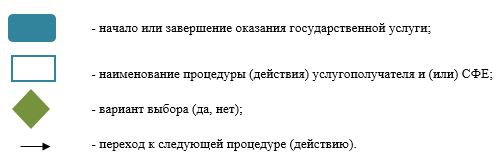 - начало или завершение оказания государственной услуги;
- наименование процедуры (действия) услугополучателя и (или) СФЕ;
- вариант выбора (да, нет);
- переход к следующей процедуре (действию).